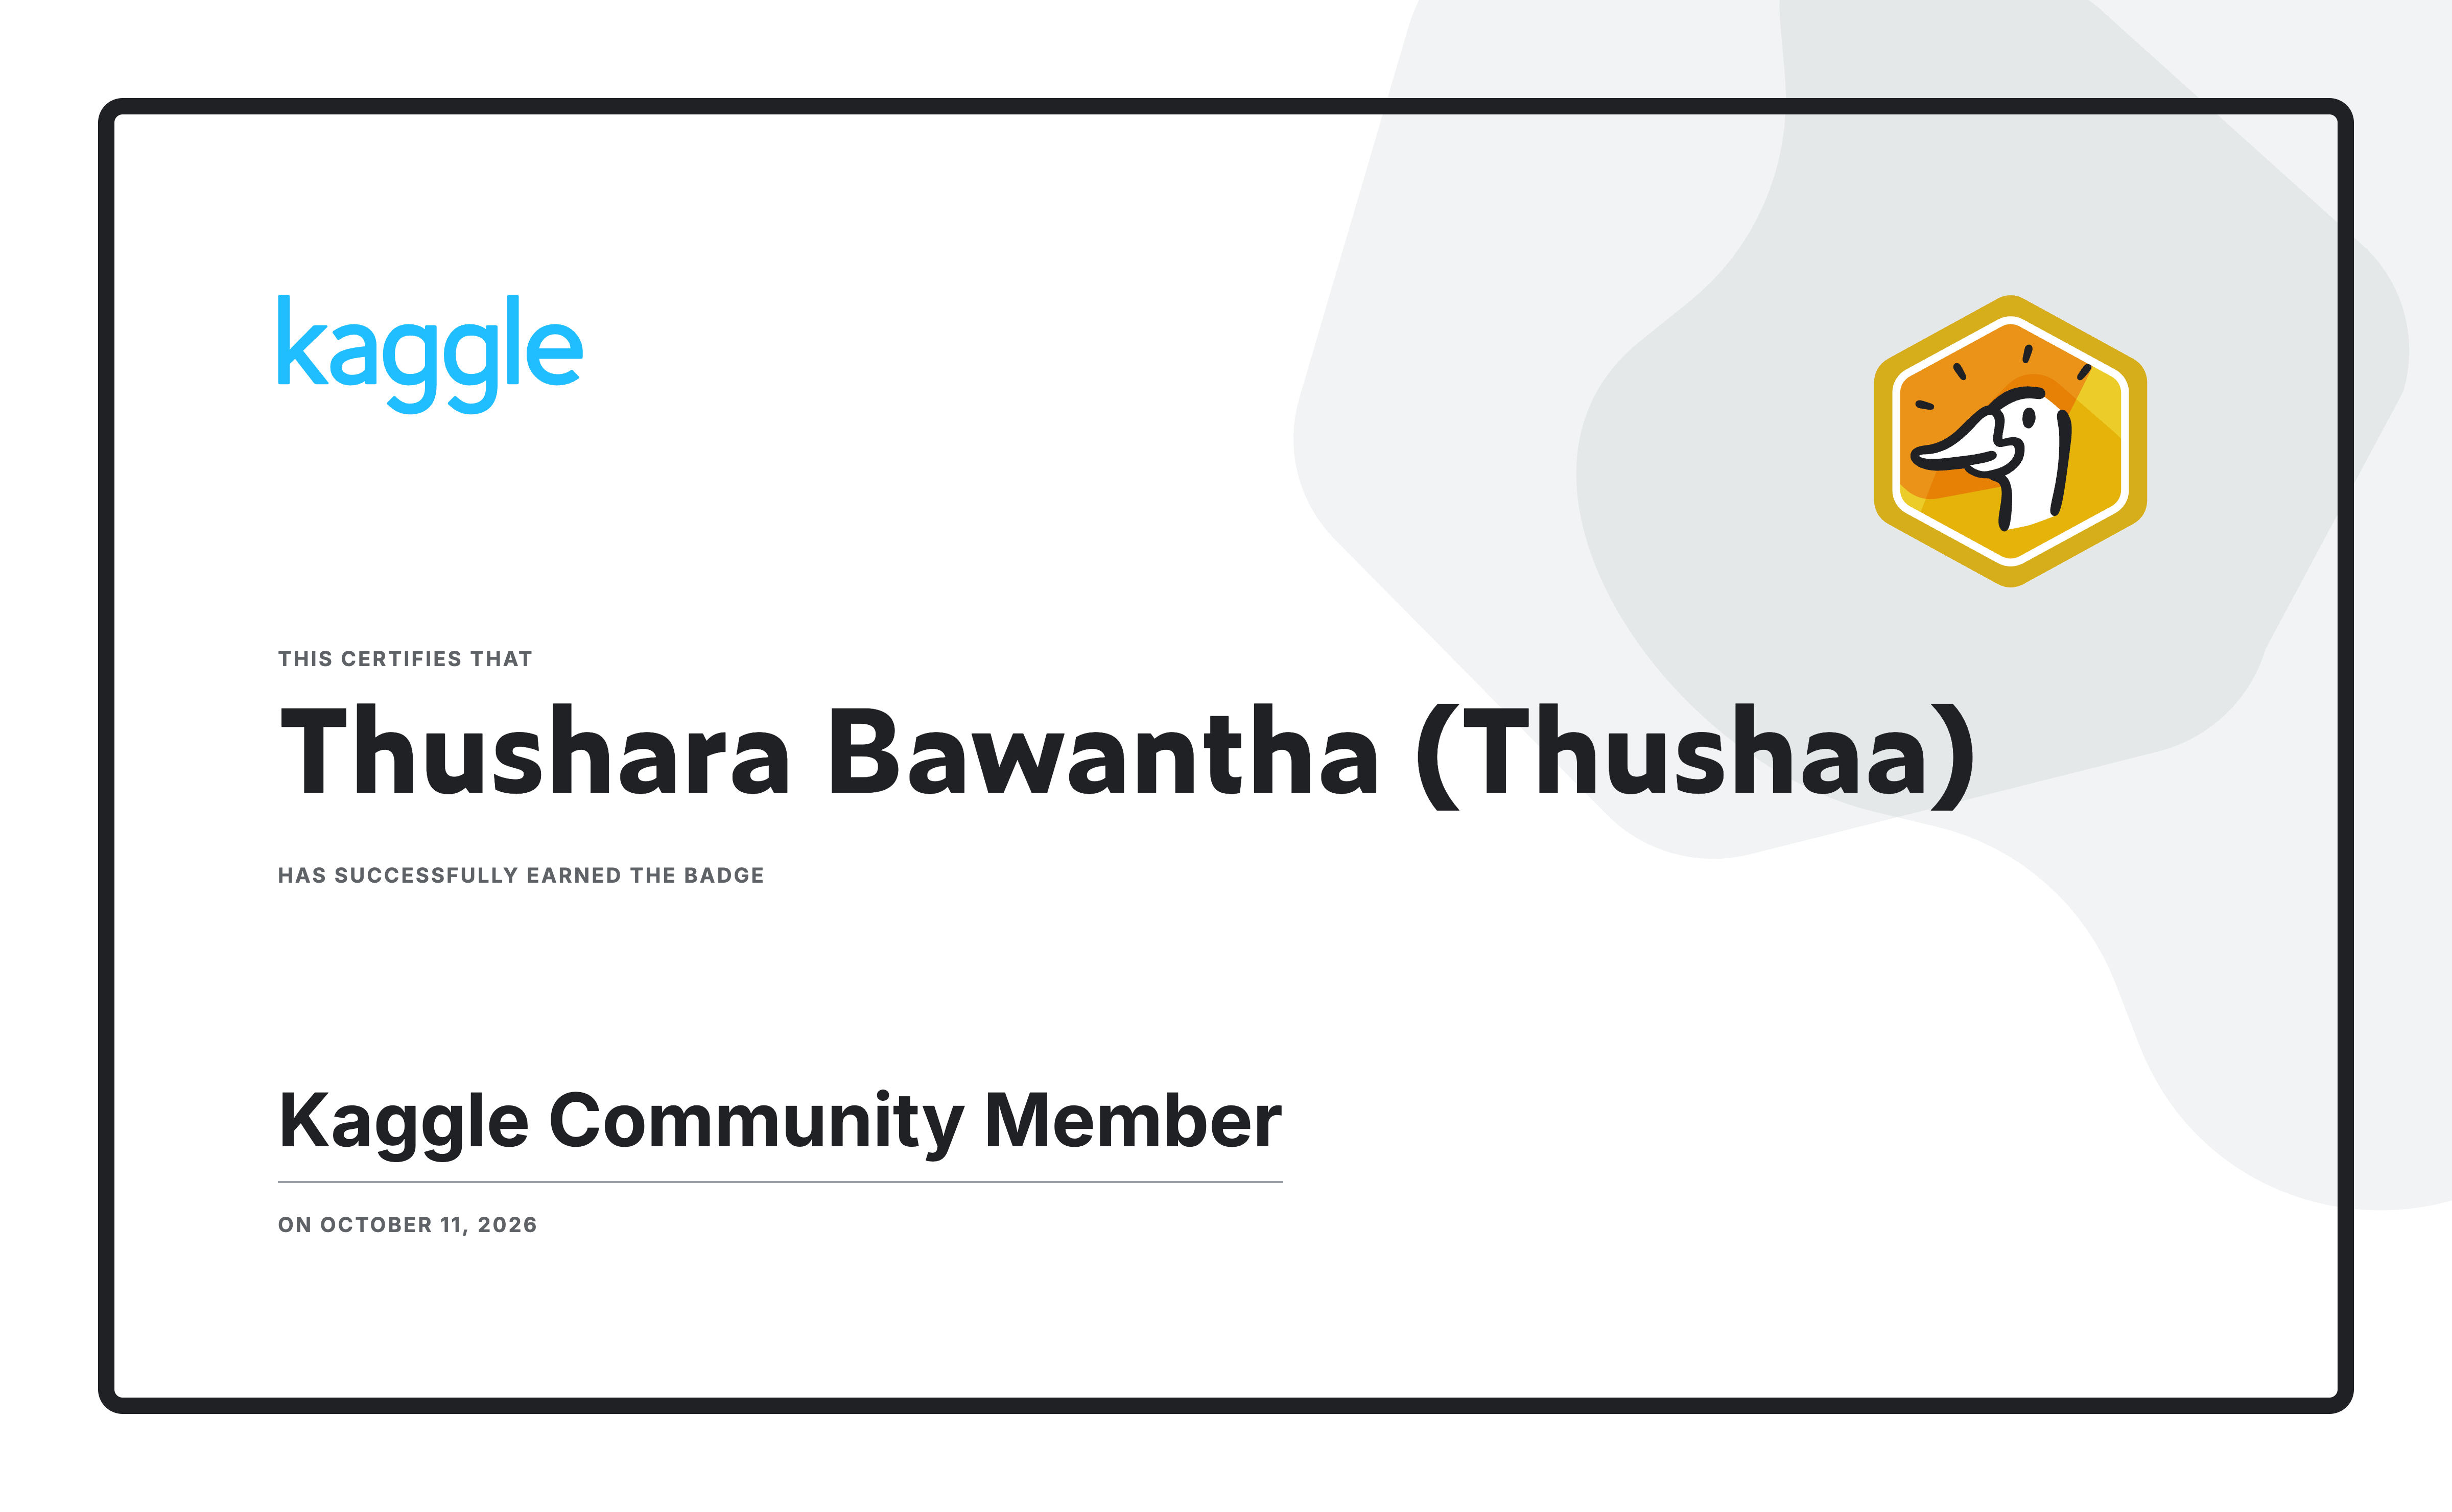 kaggle
THIS CERTIFIES THAT
Thushara Bawantha (Thushaa)
HAS SUCCESSFULLY EARNED THE BADGE
Kaggle Community Member
ON OCTOBER 11, 2026